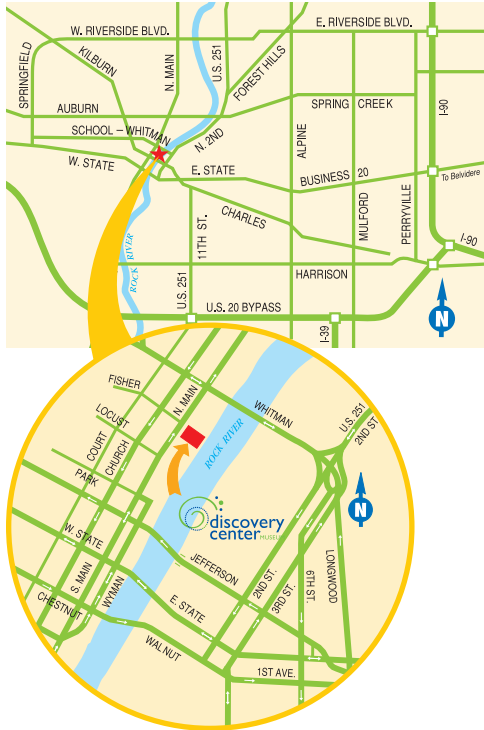 W. RIVERSIDE BLVD.
E. RIVERSIDE BLVD.
SPRINGFIELD
KILBURN
N. MAIN
U.S. 251
FOREST HILLS
AUBURN
SPRING CREEK
I-90
SCHOOL – WHITMAN
N. 2ND
ALPINE
W. STATE
E. STATE
BUSINESS 20
To Belvidere
CHARLES
MULFORD
PERRYVILLE
11TH ST.
ROCK RIVER
I-90
HARRISON
U.S. 251
U.S. 20 BYPASS
I-39
N
FISHER
N. MAIN
WHITMAN
LOCUST
COURT
CHURCH
ROCK RIVER
U.S. 251
2ND ST.
PARK
N
discovery
center MUSEUM
W. STATE
JEFFERSON
S. MAIN
WYMAN
CHESTNUT
E. STATE
2ND ST.
3RD ST.
6TH ST.
LONGWOOD
WALNUT
1ST AVE.